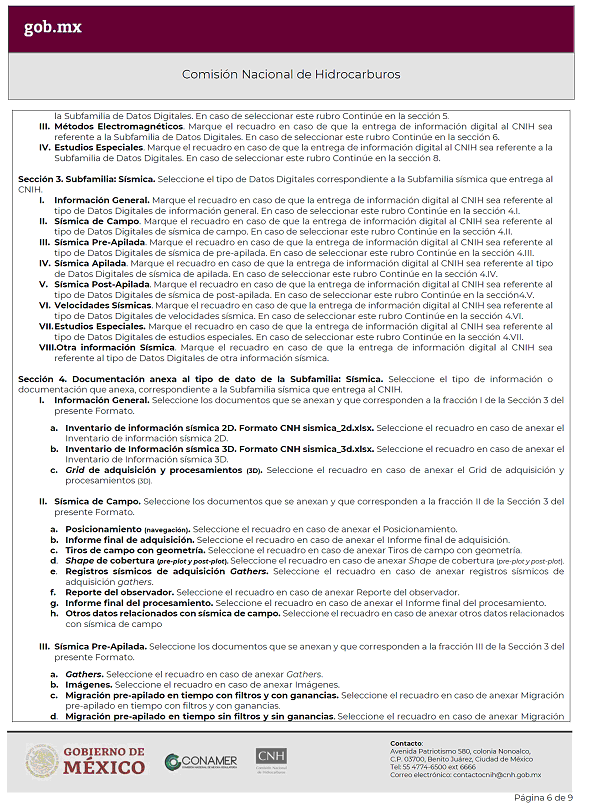 gob.mx
Comisión Nacional de Hidrocarburos
la Subfamilia de Datos Digitales. En caso de seleccionar este rubro Continúe en la sección 5.
III. Métodos Electromagnéticos. Marque el recuadro en caso de que la entrega de información digital al CNIH sea
referente a la Subfamilia de Datos Digitales. En caso de seleccionar este rubro Continúe en la sección 6.
IV. Estudios Especiales. Marque el recuadro en caso de que la entrega de información digital al CNIH sea referente a la
Subfamilia de Datos Digitales. En caso de seleccionar este rubro Continúe en la sección 8.
Sección 3. Subfamilia: Sísmica. Seleccione el tipo de Datos Digitales correspondiente a la Subfamilia sísmica que entrega al
CNIH.
I. Información General. Marque el recuadro en caso de que la entrega de información digital al CNIH sea referente al
tipo de Datos Digitales de información general. En caso de seleccionar este rubro Continúe en la sección 4.I.
II. Sísmica de Campo. Marque el recuadro en caso de que la entrega de información digital al CNIH sea referente al
tipo de Datos Digitales de sísmica de campo. En caso de seleccionar este rubro Continúe en la sección 4.II.
III. Sísmica Pre-Apilada. Marque el recuadro en caso de que la entrega de información digital al CNIH sea referente al
tipo de Datos Digitales de sísmica de pre-apilada. En caso de seleccionar este rubro Continúe en la sección 4.III.
IV. Sísmica Apilada. Marque el recuadro en caso de que la entrega de información digital al CNIH sea referente al tipo
de Datos Digitales de sísmica de apilada. En caso de seleccionar este rubro Continúe en la sección 4.IV.
V. Sísmica Post-Apilada. Marque el recuadro en caso de que la entrega de información digital al CNIH sea referente al
tipo de Datos Digitales de sísmica de post-apilada. En caso de seleccionar este rubro Continúe en la sección4.V.
VI. Velocidades Sísmicas. Marque el recuadro en caso de que la entrega de información digital al CNIH sea referente al
tipo de Datos Digitales de velocidades sísmica. En caso de seleccionar este rubro Continúe en la sección 4.VI.
VII. Estudios Especiales. Marque el recuadro en caso de que la entrega de información digital al CNIH sea referente al
tipo de Datos Digitales de estudios especiales. En caso de seleccionar este rubro Continúe en la sección 4.VII.
VIII.Otra información Sísmica. Marque el recuadro en caso de que la entrega de información digital al CNIH sea
referente al tipo de Datos Digitales de otra información sísmica.
Sección 4. Documentación anexa al tipo de dato de la Subfamilia: Sísmica. Seleccione el tipo de información o
documentación que anexa, correspondiente a la Subfamilia sísmica que entrega al CNIH.
I. Información General. Seleccione los documentos que se anexan y que corresponden a la fracción I de la Sección 3 del
presente Formato.
a. Inventario de información sísmica 2D. Formato CNH sismica_2d.xlsx. Seleccione el recuadro en caso de anexar el
Inventario de información sísmica 2D.
b. Inventario de Información sísmica 3D. Formato CNH sismica_3d.xlsx. Seleccione el recuadro en caso de anexar el
Inventario de Información sísmica 3D.
c. Grid de adquisición y procesamientos (3D). Seleccione el recuadro en caso de anexar el Grid de adquisición y
procesamientos (3D).
II. Sísmica de Campo. Seleccione los documentos que se anexan y que corresponden a la fracción II de la Sección 3 del
presente Formato.
a. Posicionamiento (navegación). Seleccione el recuadro en caso de anexar el Posicionamiento.
b. Informe final de adquisición. Seleccione el recuadro en caso de anexar el Informe final de adquisición.
c. Tiros de campo con geometría. Seleccione el recuadro en caso de anexar Tiros de campo con geometría.
d. Shape de cobertura (pre-plot y post-plot). Seleccione el recuadro en caso de anexar Shape de cobertura (pre-plot y post-plot).
e. Registros sísmicos de adquisición Gathers. Seleccione el recuadro en caso de anexar registros sísmicos de
adquisición gathers.
f. Reporte del observador. Seleccione el recuadro en caso de anexar Reporte del observador.
g. Informe final del procesamiento. Seleccione el recuadro en caso de anexar el Informe final del procesamiento.
h. Otros datos relacionados con sísmica de campo. Seleccione el recuadro en caso de anexar otros datos relacionados
con sísmica de campo
III. Sísmica Pre-Apilada. Seleccione los documentos que se anexan y que corresponden a la fracción III de la Sección 3 del
presente Formato.
a. Gathers. Seleccione el recuadro en caso de anexar Gathers.
b. Imágenes. Seleccione el recuadro en caso de anexar Imágenes.
c. Migración pre-apilado en tiempo con filtros y con ganancias. Seleccione el recuadro en caso de anexar Migración
pre-apilado en tiempo con filtros y con ganancias.
d. Migración pre-apilado en tiempo sin filtros y sin ganancias. Seleccione el recuadro en caso de anexar Migración
GOBIERNO DE
MÉXICO
CONAMER
CNH
Comisión Nacional
de Hidrocarburos
Contacto:
Avenida Patriotismo 580, colonia Nonoalco,
C.P. 03700, Benito Juárez, Ciudad de México
Tel: 55 4774-6500 ext 6666
Correo electrónico: contactocnih@cnh.gob.mx
Página 6 de 9